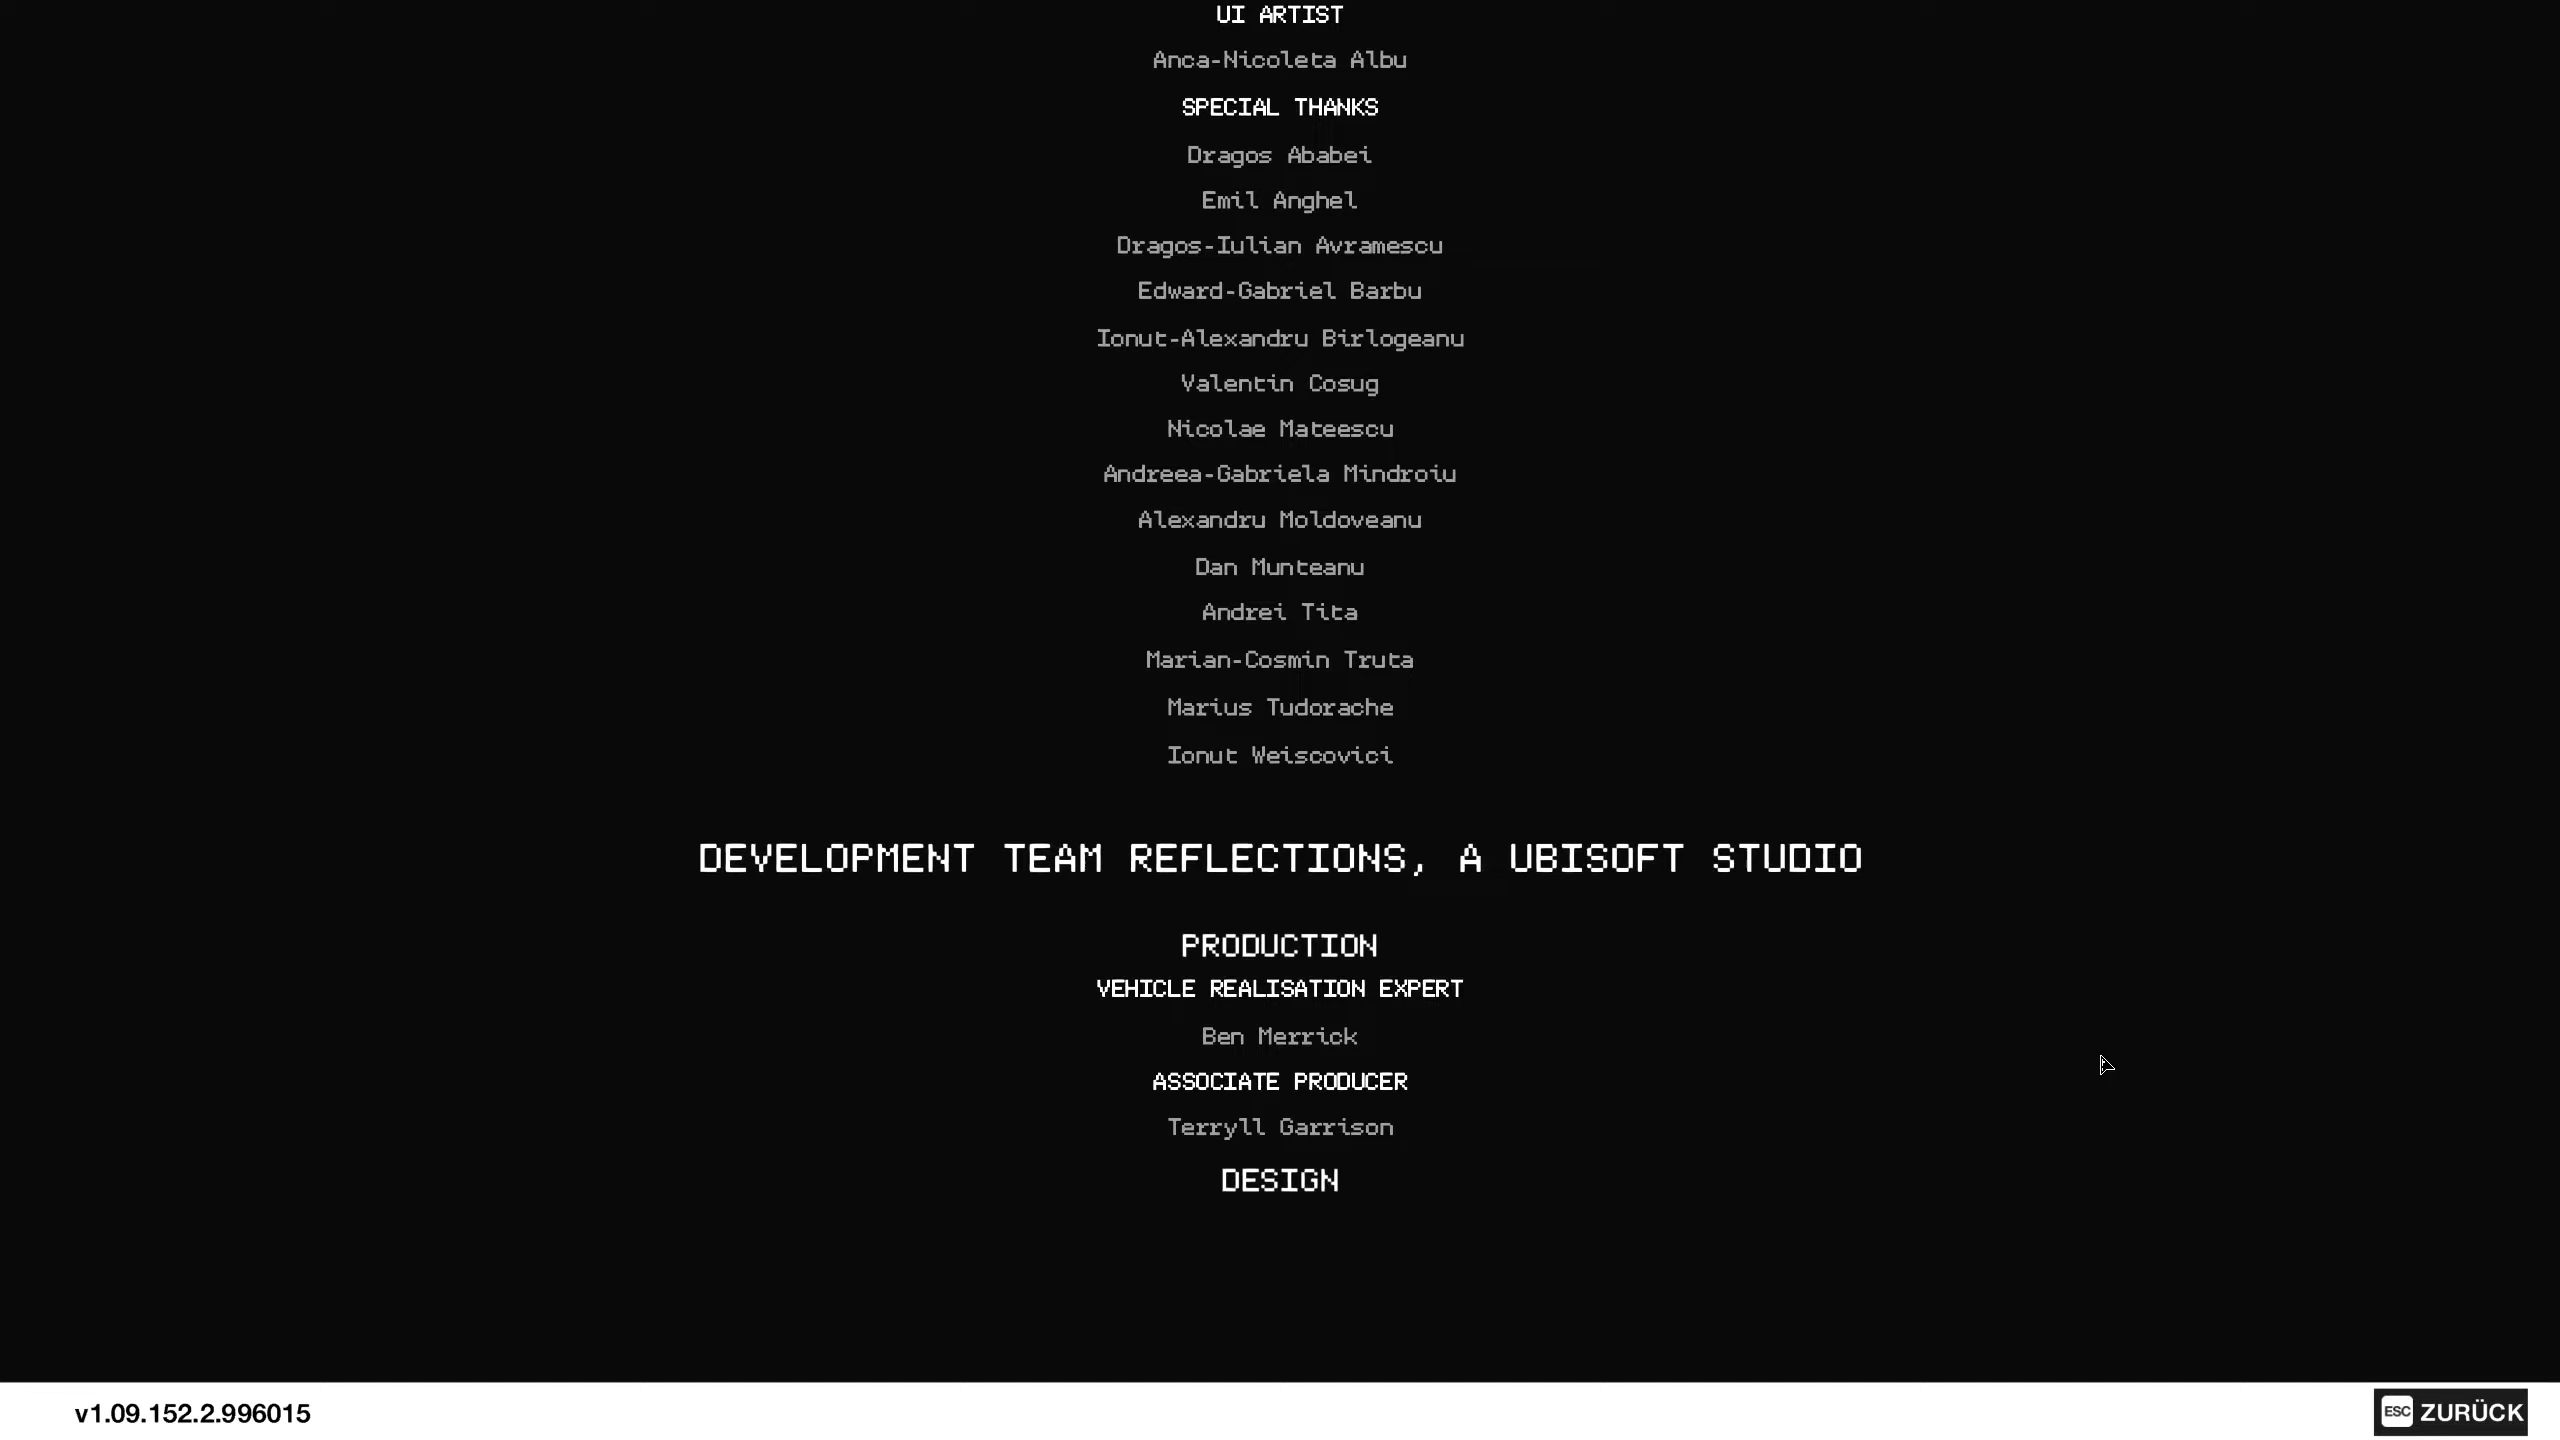 UI ARTIST
Anca-Nicoleta Albu
SPECIAL THANKS
Dragos Ababei
Emil Anghel
Dragos-Iulian Avramescu
Edward-Gabriel Barbu
Ionut-Alexandru Birlogeanu
Valentin Cosug
Nicolae Mateescu
Andreea-Gabriela Mindroiu
Alexandru Moldoveanu
Dan Munteanu
Andrei Tita
Marian-Cosmin Truta
Marius Tudorache
Ionut Weiscovici
DEVELOPMENT TEAM REFLECTIONS, A UBISOFT STUDIO
PRODUCTION
VEHICLE REALISATION EXPERT
Ben Merrick
ASSOCIATE PRODUCER
Terryll Garrison
DESIGN
v1.09.152.2.996015
ESC ZURÜCK